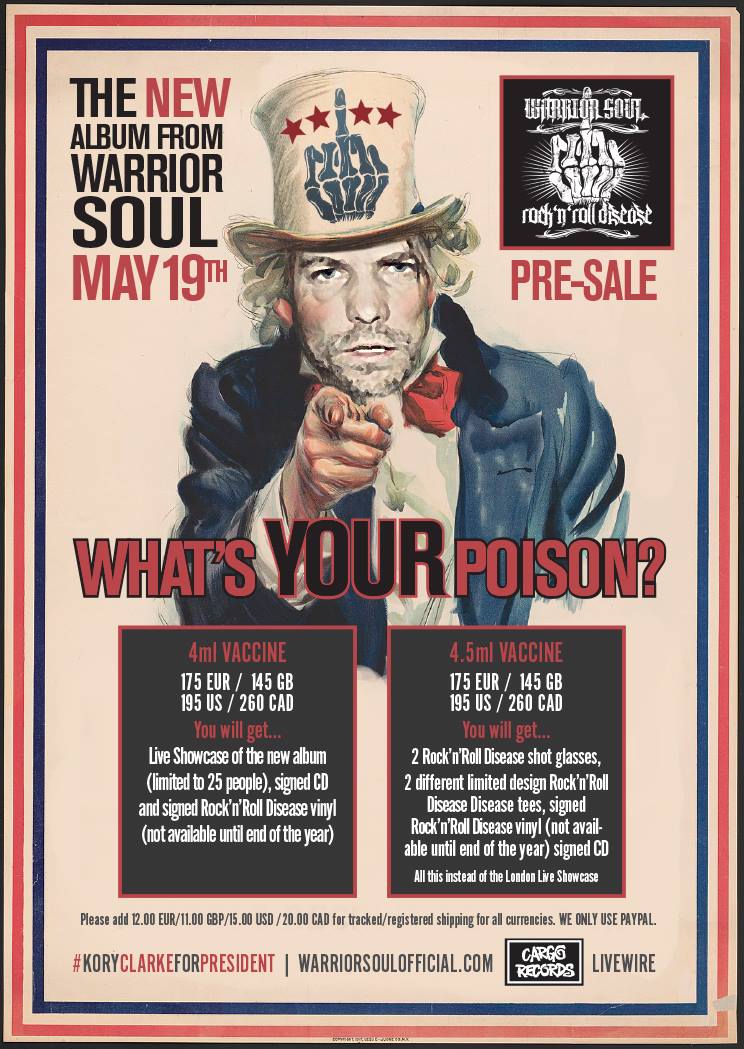 THE NEW
ALBUM FROM
WARRIOR
SOUL
MAY 19TH
WARRIOR SOUL
rock'n'roll disease
PRE-SALE
WHAT'S YOUR POISON?
4ml VACCINE
175 EUR / 145 GB
195 US / 260 CAD
You will get...
Live Showcase of the new album
(limited to 25 people), signed CD
and signed Rock'n'Roll Disease vinyl
(not available until end of the year)
4.5ml VACCINE
175 EUR / 145 GB
195 US / 260 CAD
You will get...
2 Rock'n'Roll Disease shot glasses,
2 different limited design Rock'n'Roll
Disease Disease tees, signed
Rock'n'Roll Disease vinyl (not avail-
able until end of the year) signed CD
All this instead of the London Live Showcase
Please add 12.00 EUR/11.00 GBP/15.00 USD /20.00 CAD for tracked/registered shipping for all currencies. WE ONLY USE PAYPAL.
#KORYCLARKEFORPRESIDENT | WARRIORSOULOFFICIAL.COM
CARGO
RECORDS
LIVEWIRE